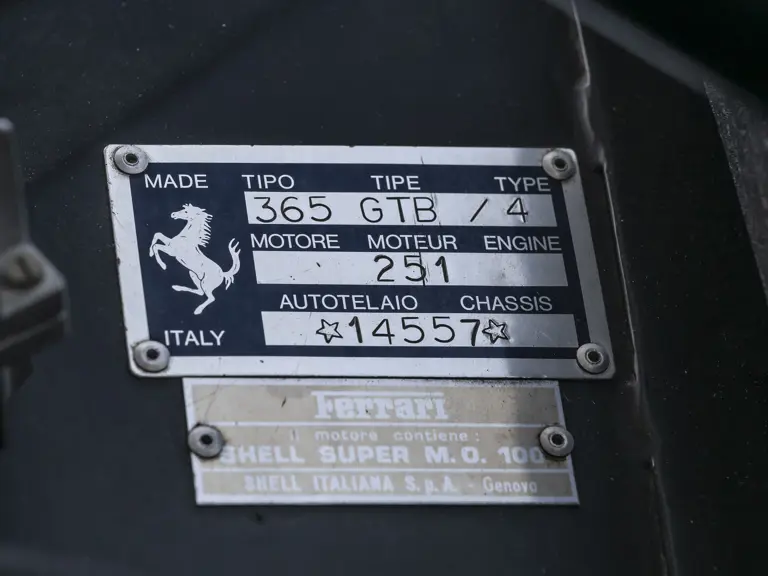 MADE TIPO TIPE TYPE
365 GTB / 4
MOTORE MOTEUR ENGINE
251
AUTOTELAIO CHASSIS
☆14557☆
ITALY
Ferrari
il motore contiene:
SHELL SUPER M.O. 100
SHELL ITALIANA S.p.A. Genova